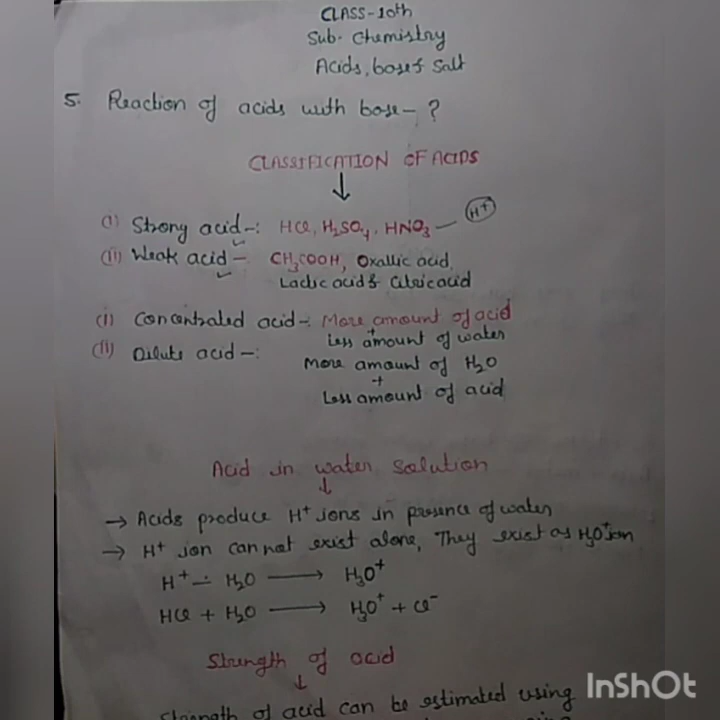 CLASS-10th
Sub- Chemistry
Acids, base & Salt
5. Reaction of acids with base- ?
CLASSIFICATION OF ACIDS
↓
(i) Strong acid-: HCl, H₂SO₄, HNO₃ — H⁺
(ii) Weak acid - CH₃COOH, Oxallic acid,
Lactic acid & Citric acid
(i) Concentrated acid-: More amount of acid
+
Less amount of water
(ii) Dilute acid-: More amount of H₂O
+
Less amount of acid
Acid in water solution
↓
→ Acids produce H⁺ ions in presence of water
→ H⁺ ion can not exist alone, They exist as H₃O⁺ ion
H⁺ ∸ H₂O ⟶ H₃O⁺
HCl + H₂O ⟶ H₃O⁺ + Cl⁻
Strength of acid
↓
Strength of acid can be estimated using
InShOt